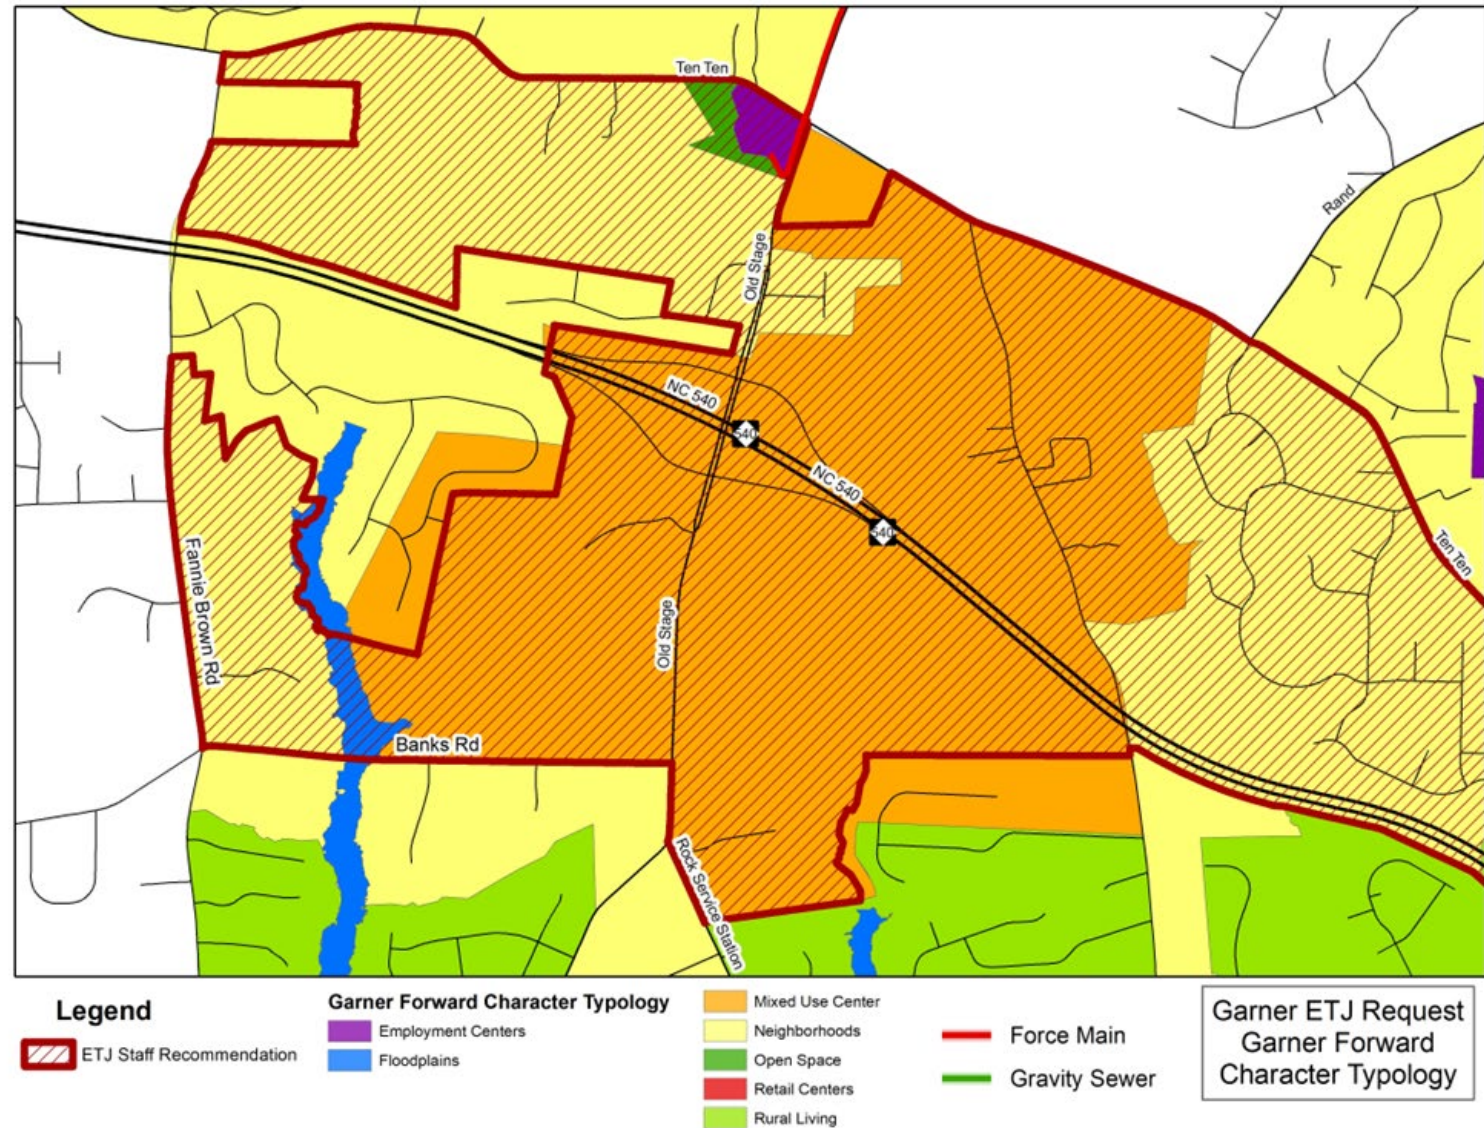 Ten Ten
Rand
Old Stage
NC 540
540
NC 540
540
Ten Ten
Fannie Brown Rd
Old Stage
Banks Rd
Rock Service Station
Legend
ETJ Staff Recommendation
Garner Forward Character Typology
Employment Centers
Floodplains
Mixed Use Center
Neighborhoods
Open Space
Retail Centers
Rural Living
Force Main
Gravity Sewer
Garner ETJ Request
Garner Forward
Character Typology